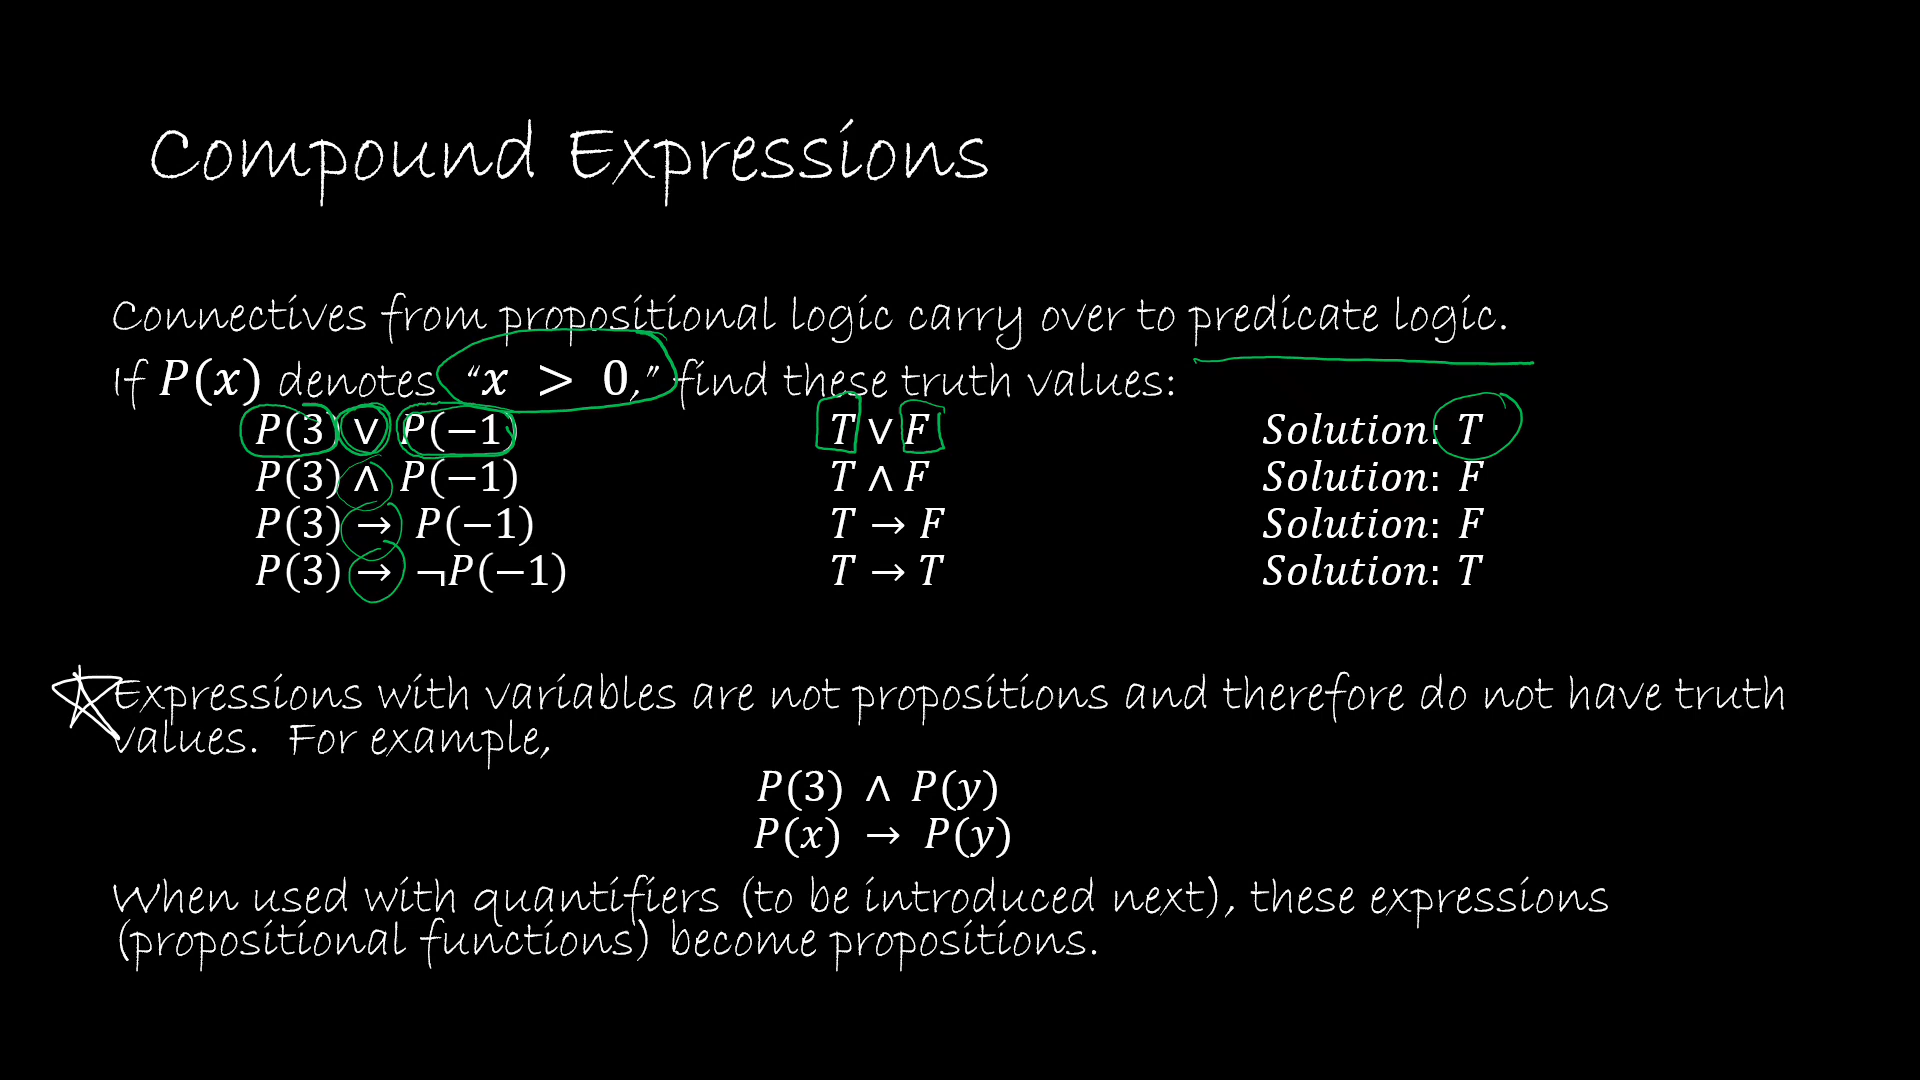 Compound Expressions
Connectives from propositional logic carry over to predicate logic.
If P(x) denotes “x > 0,” find these truth values:
P(3) ∨ P(−1) T ∨ F Solution: T
P(3) ∧ P(−1) T ∧ F Solution: F
P(3) → P(−1) T → F Solution: F
P(3) → ¬P(−1) T → T Solution: T
Expressions with variables are not propositions and therefore do not have truth
values. For example,
P(3) ∧ P(y)
P(x) → P(y)
When used with quantifiers (to be introduced next), these expressions
(propositional functions) become propositions.